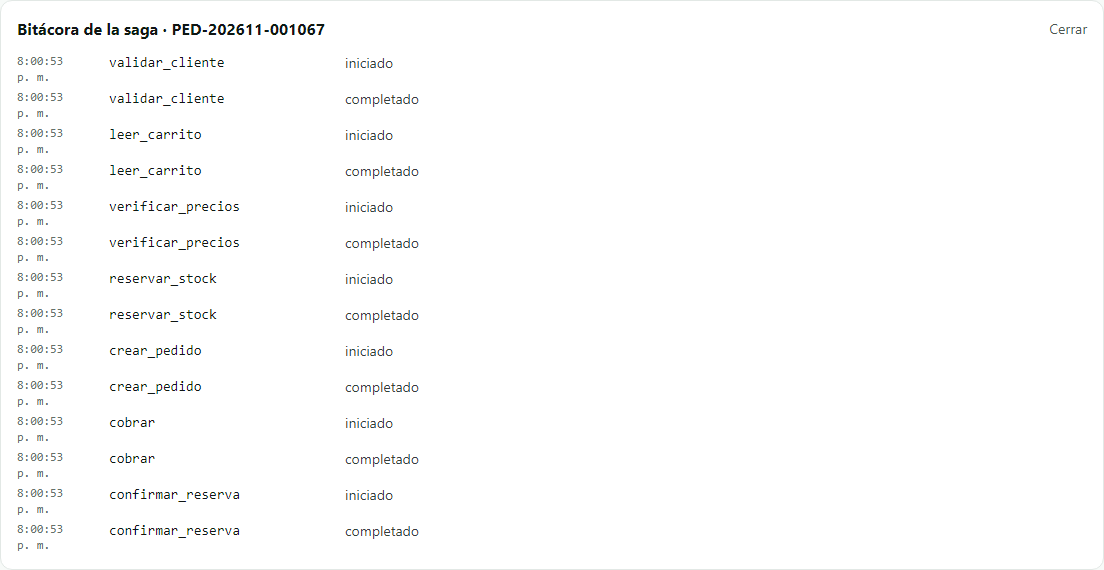 Bitácora de la saga · PED-202611-001067
Cerrar
8:00:53 p. m. validar_cliente iniciado
8:00:53 p. m. validar_cliente completado
8:00:53 p. m. leer_carrito iniciado
8:00:53 p. m. leer_carrito completado
8:00:53 p. m. verificar_precios iniciado
8:00:53 p. m. verificar_precios completado
8:00:53 p. m. reservar_stock iniciado
8:00:53 p. m. reservar_stock completado
8:00:53 p. m. crear_pedido iniciado
8:00:53 p. m. crear_pedido completado
8:00:53 p. m. cobrar iniciado
8:00:53 p. m. cobrar completado
8:00:53 p. m. confirmar_reserva iniciado
8:00:53 p. m. confirmar_reserva completado